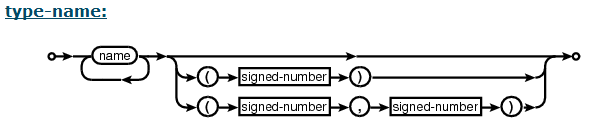 type-name:
name
( signed-number )
( signed-number , signed-number )